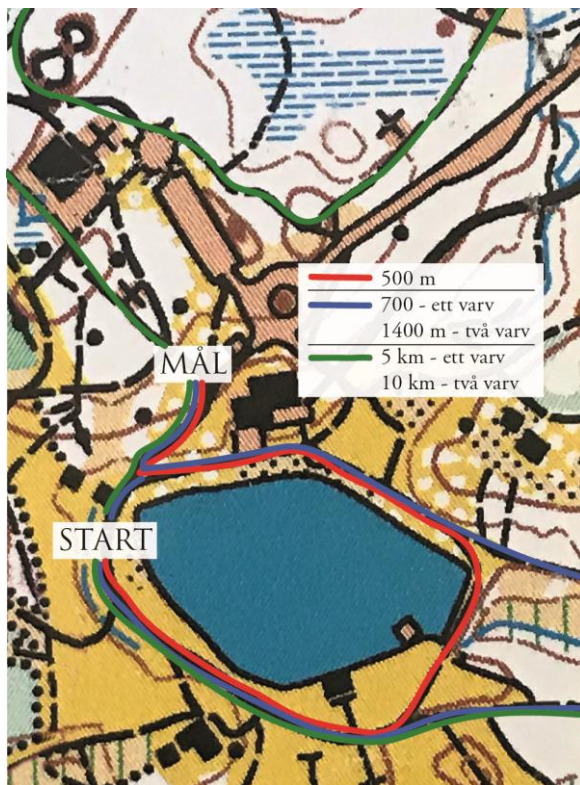 500 m
700 - ett varv
1400 m - två varv
5 km - ett varv
10 km - två varv
MÅL
START